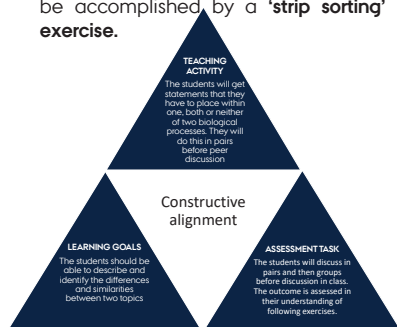 be accomplished by a ‘strip sorting’
exercise.
TEACHING
ACTIVITY
The students will get
statements that they
have to place within
one, both or neither
of two biological
processes. They will
do this in pairs
before peer
discussion
Constructive
alignment
LEARNING GOALS
The students should be
able to describe and
identify the differences
and similarities
between two topics
ASSESSMENT TASK
The students will discuss in
pairs and then groups
before discussion in class.
The outcome is assessed in
their understanding of
following exercises.